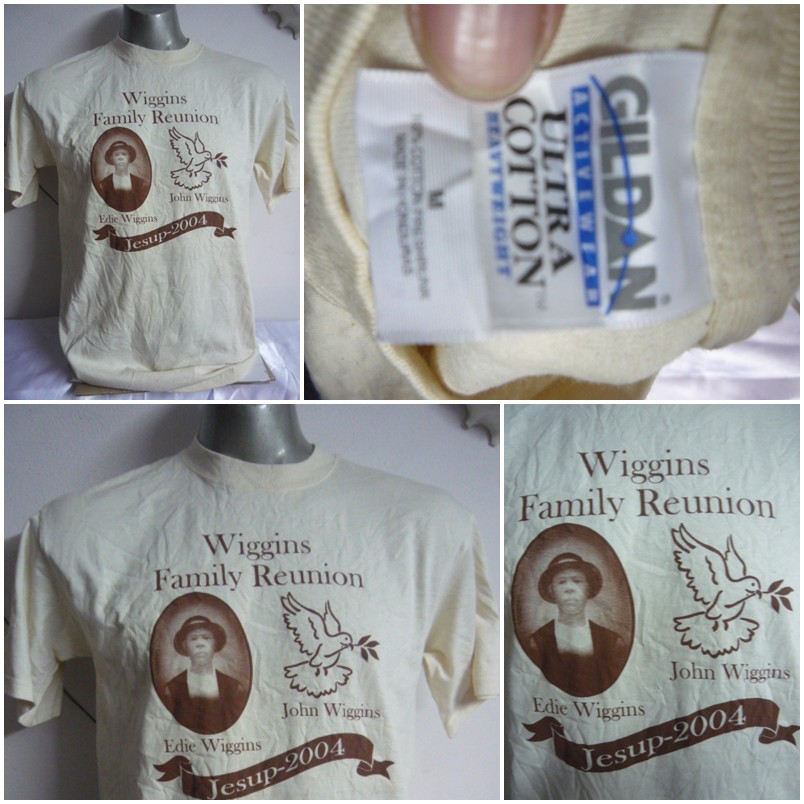 Wiggins
Family Reunion
Edie Wiggins
John Wiggins
Jesup-2004
GILDAN
ACTIVEWEAR
ULTRA
COTTON™
HEAVYWEIGHT
M
Wiggins
Family Reunion
John Wiggins
Edie Wiggins
Jesup-2004
Wiggins
Family Reunion
John Wiggins
Edie Wiggins
Jesup-2004